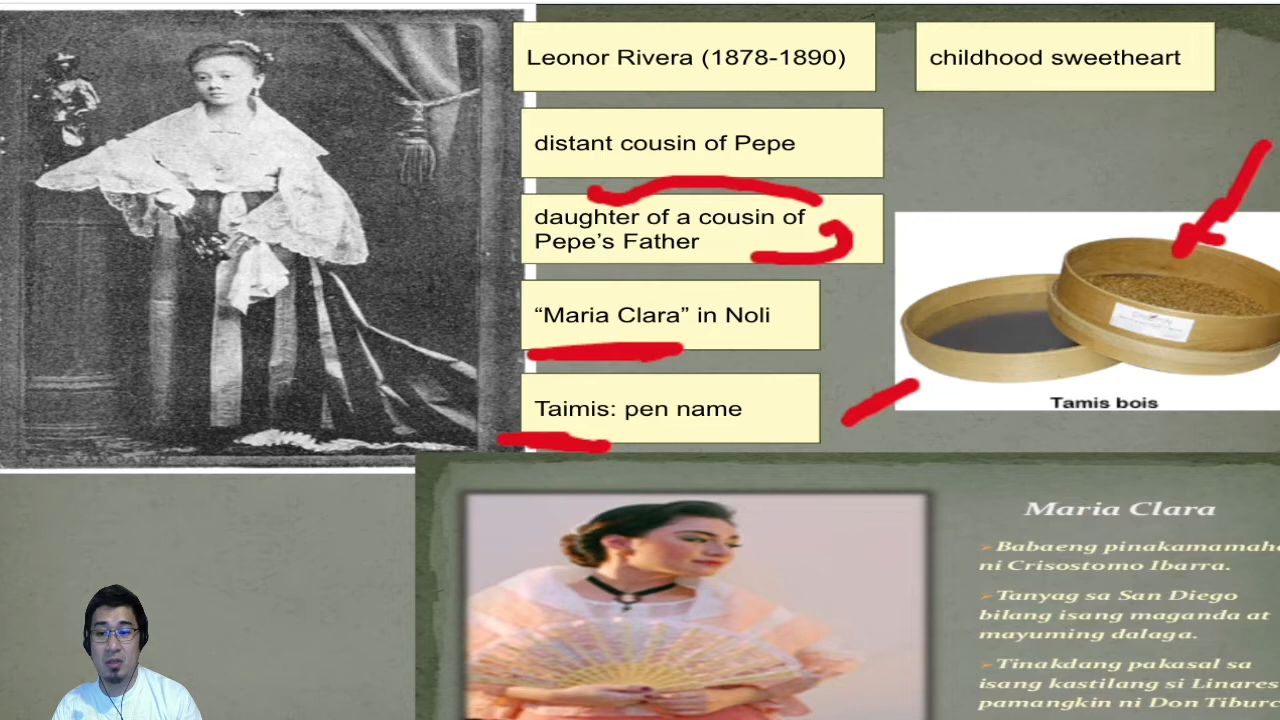 Leonor Rivera (1878-1890)
childhood sweetheart
distant cousin of Pepe
daughter of a cousin of
Pepe's Father
“Maria Clara” in Noli
Taimis: pen name
Tamis bois
Maria Clara
Babaeng pinakamamaha
ni Crisostomo Ibarra.
Tanyag sa San Diego
bilang isang maganda at
mayuming dalaga.
Tinakdang pakasal sa
isang kastilang si Linares
pamangkin ni Don Tiburc